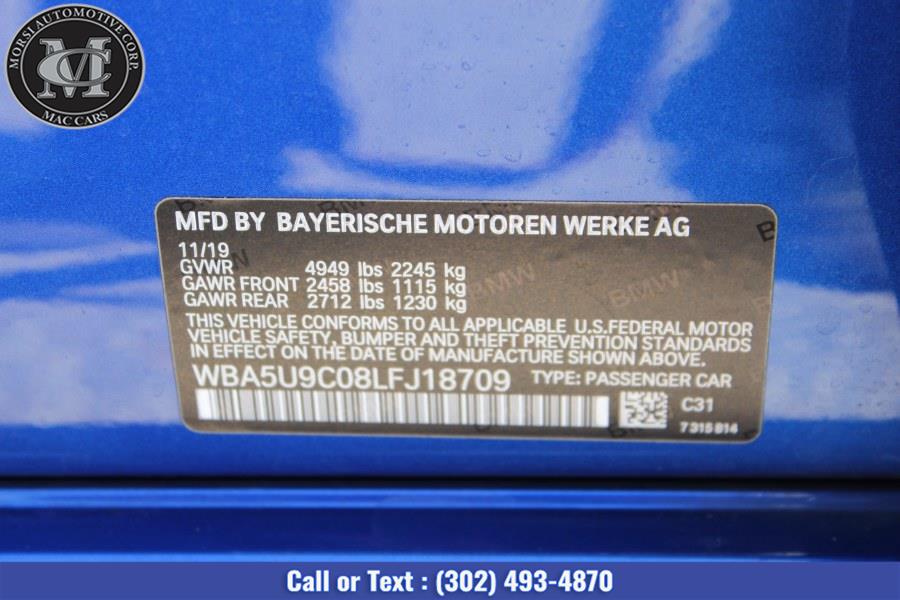 MORSI AUTOMOTIVE CORP.
MC
MAC CARS
MFD BY BAYERISCHE MOTOREN WERKE AG
11/19
GVWR 4949 lbs 2245 kg
GAWR FRONT 2458 lbs 1115 kg
GAWR REAR 2712 lbs 1230 kg
THIS VEHICLE CONFORMS TO ALL APPLICABLE U.S.FEDERAL MOTOR
VEHICLE SAFETY, BUMPER AND THEFT PREVENTION STANDARDS
IN EFFECT ON THE DATE OF MANUFACTURE SHOWN ABOVE.
WBA5U9C08LFJ18709 TYPE: PASSENGER CAR
C31
7315814
Call or Text : (302) 493-4870